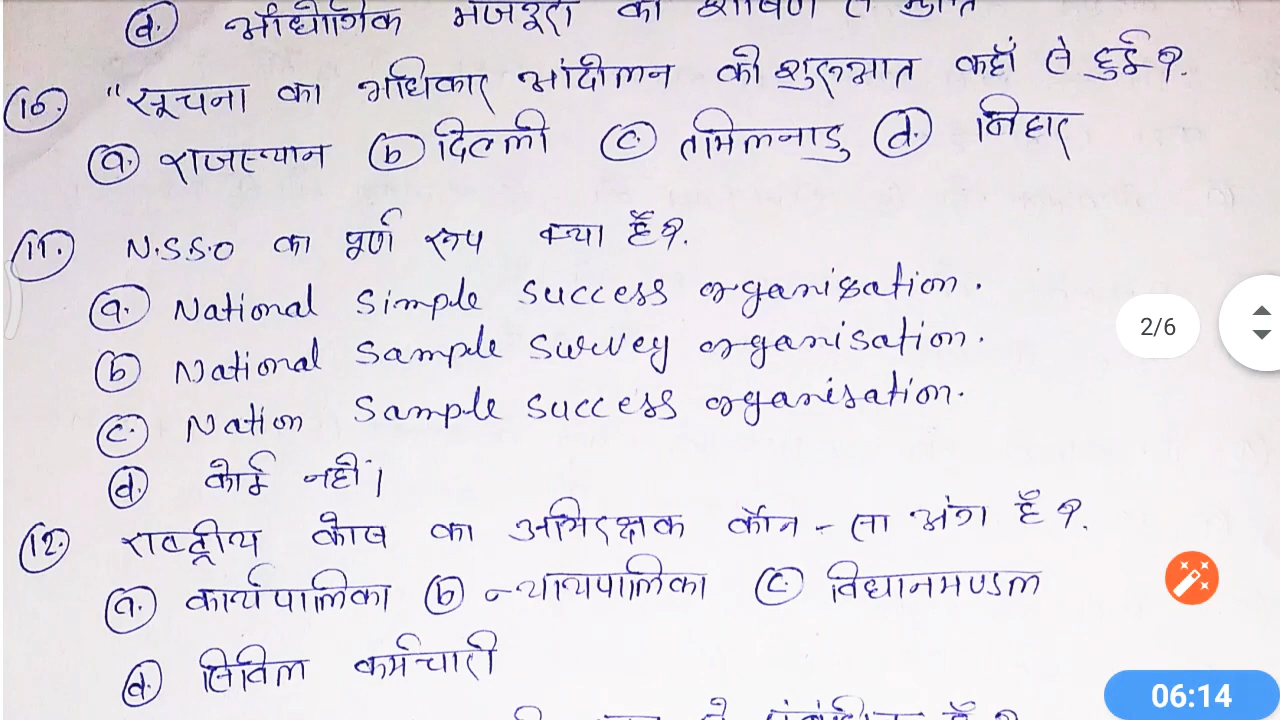 d. औद्योगिक मजदूरों का शोषण से मुक्ति
10. "सूचना का अधिकार आंदोलन की शुरुआत कहाँ से हुई?
a. राजस्थान b दिल्ली c. तमिलनाडु d. बिहार
11. N.S.S.O का पूर्ण रूप क्या है?
a. National Simple Success organisation.
b National Sample Survey organisation.
c. Nation Sample Success organisation.
d. कोई नहीं।
12. राष्ट्रीय कोष का अभिरक्षक कौन-सा अंग है?
a. कार्यपालिका b न्यायपालिका c. विधानमण्डल
d. सिविल कर्मचारी
से संबंधित है?
2/6
06:14